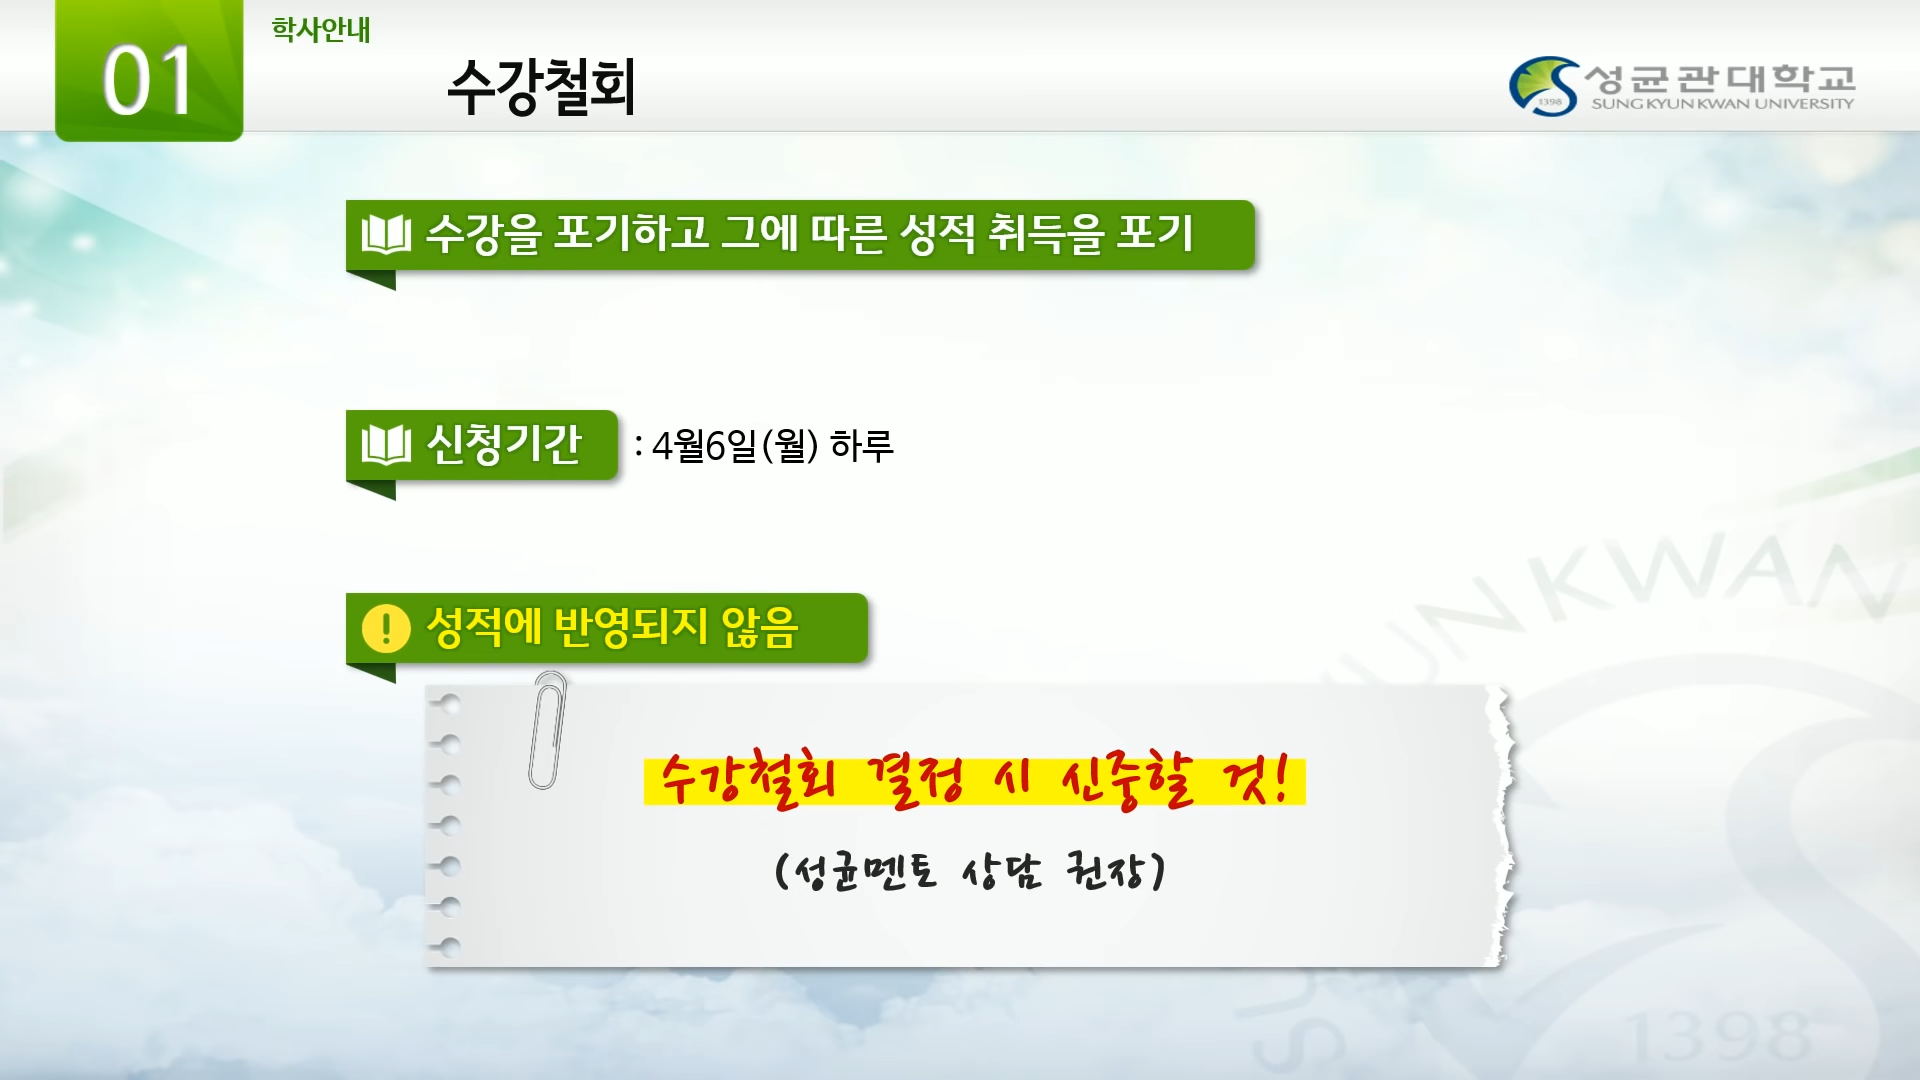 01
학사안내
수강철회
성균관대학교
1398
SUNG KYUN KWAN UNIVERSITY
수강을 포기하고 그에 따른 성적 취득을 포기
신청기간 : 4월6일(월) 하루
성적에 반영되지 않음
수강철회 결정 시 신중할 것!
(성균멘토 상담 권장)
UN KWAN
1398